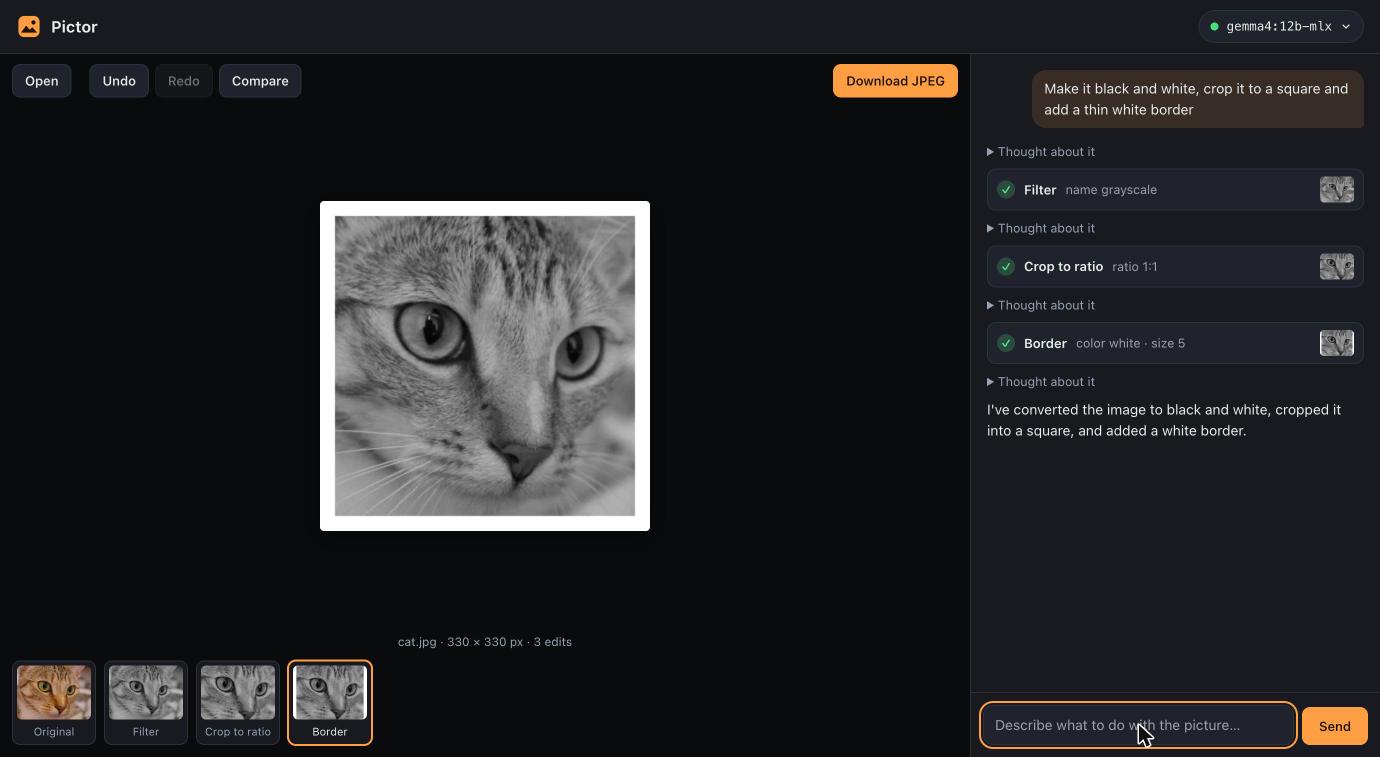 Pictor
gemma4:12b-mlx
Open
Undo
Redo
Compare
Download JPEG
Make it black and white, crop it to a square and
add a thin white border
Thought about it
Filter name grayscale
Thought about it
Crop to ratio ratio 1:1
Thought about it
Border color white · size 5
Thought about it
I've converted the image to black and white, cropped it
into a square, and added a white border.
cat.jpg · 330 × 330 px · 3 edits
Original
Filter
Crop to ratio
Border
Describe what to do with the picture...
Send